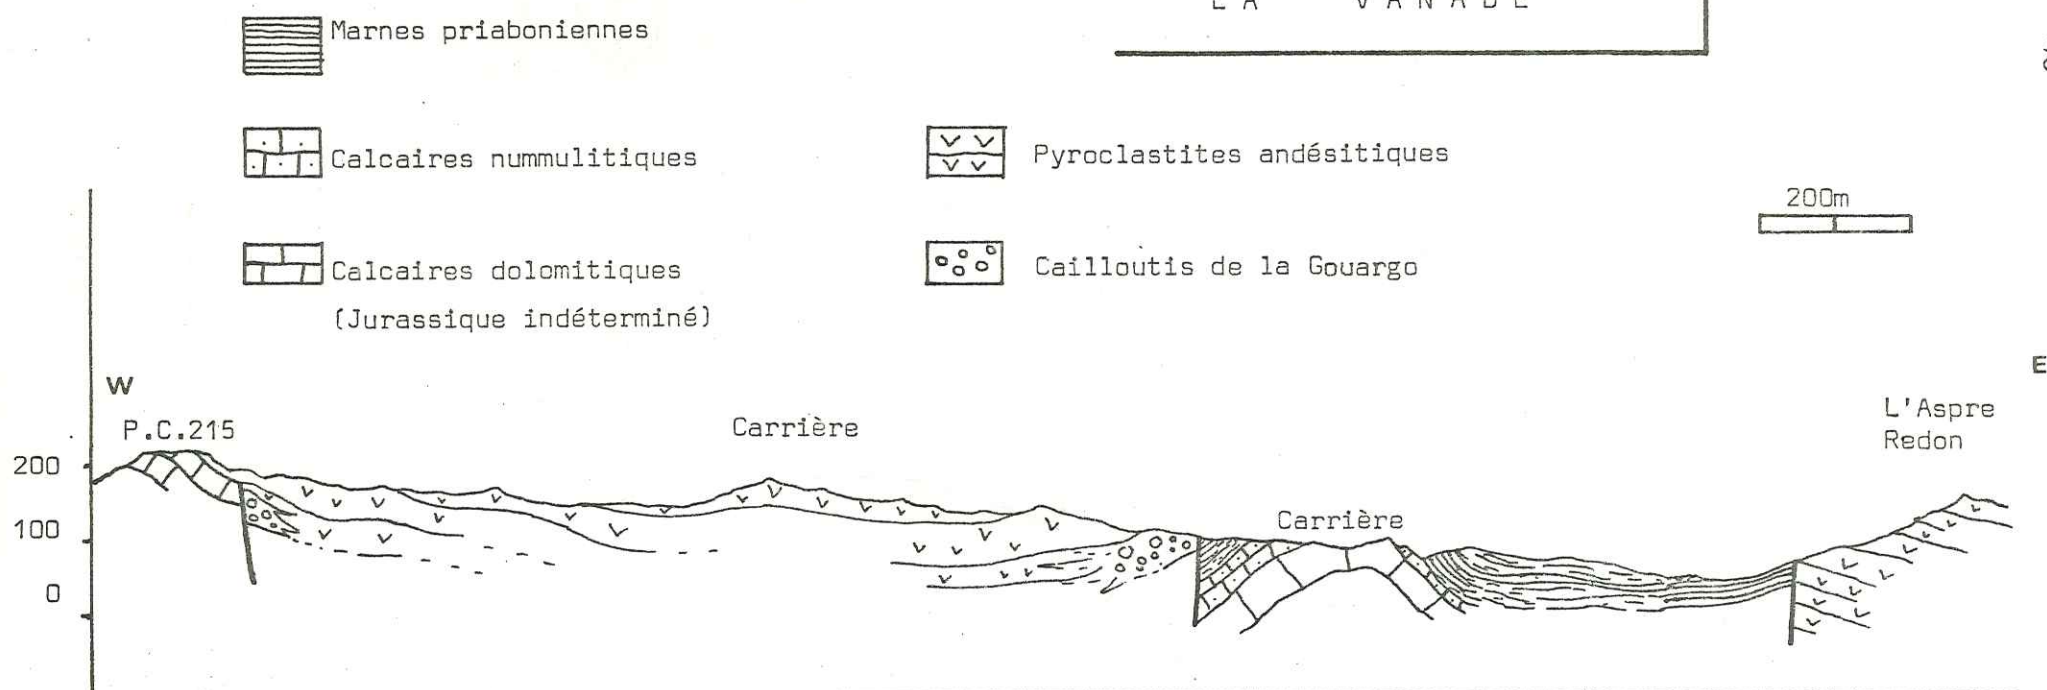 Marnes priaboniennes
Calcaires nummulitiques
Pyroclastites andésitiques
200m
Calcaires dolomitiques
(Jurassique indéterminé)
Cailloutis de la Gouargo
W
E
P.C.215
Carrière
L'Aspre
Redon
200
100
0
Carrière